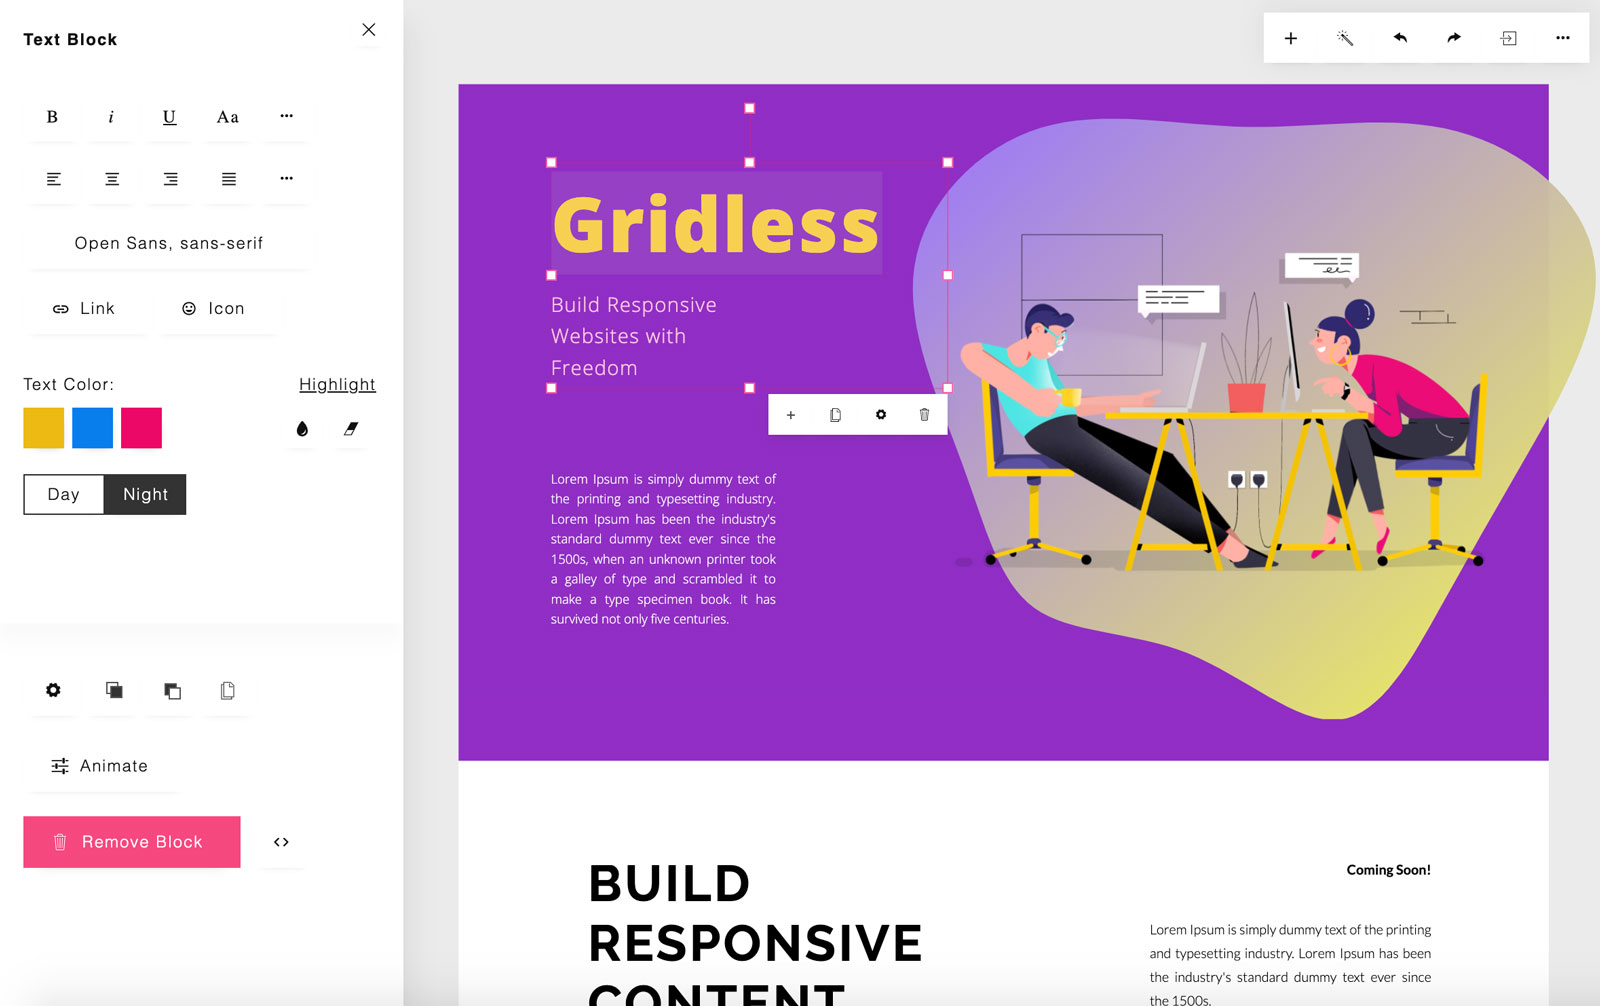 Text Block
B i U Aa
Open Sans, sans-serif
Link Icon
Text Color: Highlight
Day Night
Animate
Remove Block
Gridless
Build Responsive
Websites with
Freedom
Lorem Ipsum is simply dummy text of
the printing and typesetting industry.
Lorem Ipsum has been the industry's
standard dummy text ever since the
1500s, when an unknown printer took
a galley of type and scrambled it to
make a type specimen book. It has
survived not only five centuries.
BUILD
RESPONSIVE
CONTENT
Coming Soon!
Lorem Ipsum is simply dummy text of the printing
and typesetting industry. Lorem Ipsum has been
the industry's standard dummy text ever since
the 1500s.